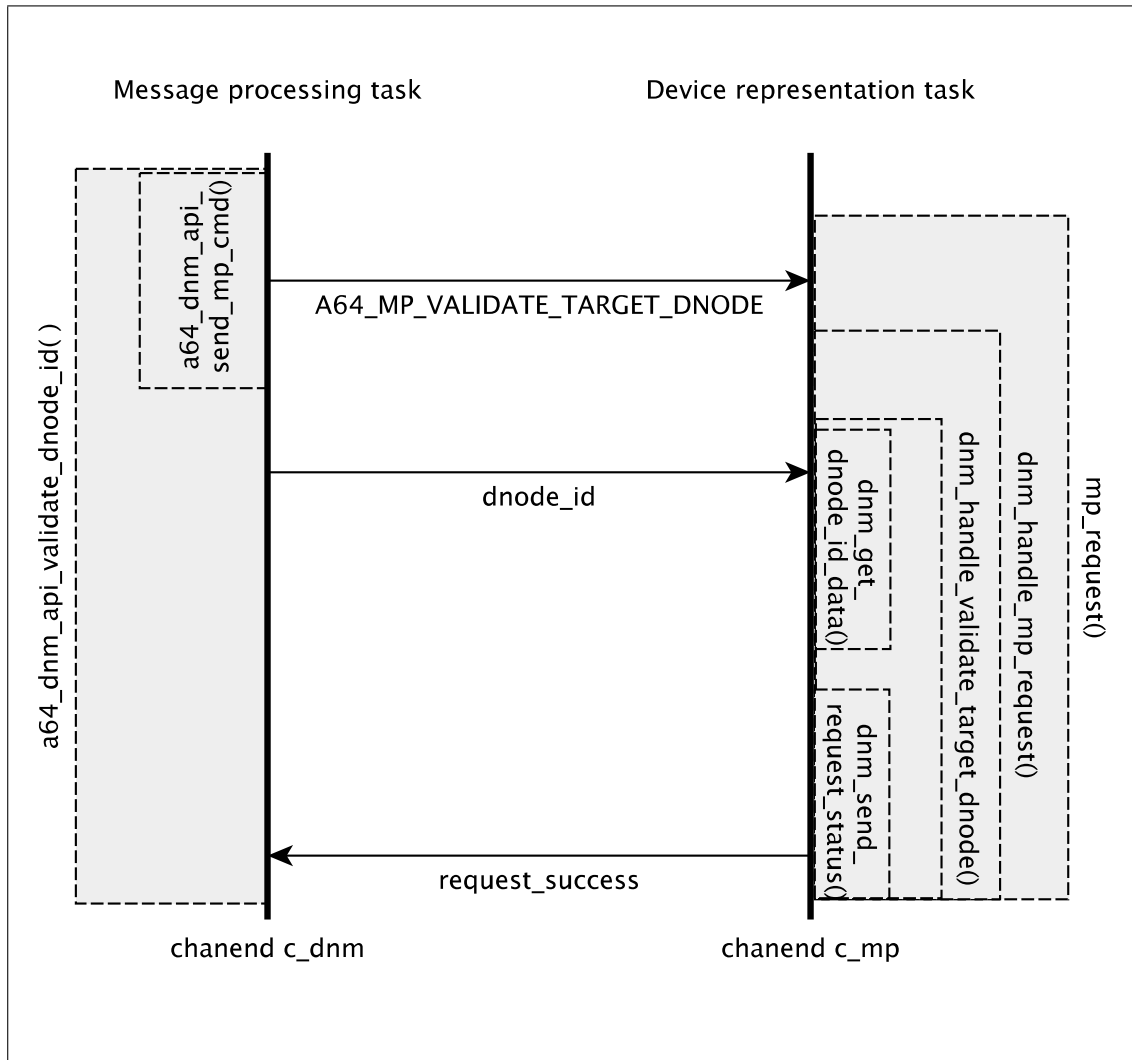 Message processing task
Device representation task
a64_dnm_api_
send_mp_cmd()
A64_MP_VALIDATE_TARGET_DNODE
a64_dnm_api_validate_dnode_id( )
dnode_id
dnm_get_
dnode_id_data()
dnm_handle_validate_target_dnode()
dnm_handle_mp_request()
mp_request()
dnm_send_
request_status()
request_success
chanend c_dnm
chanend c_mp